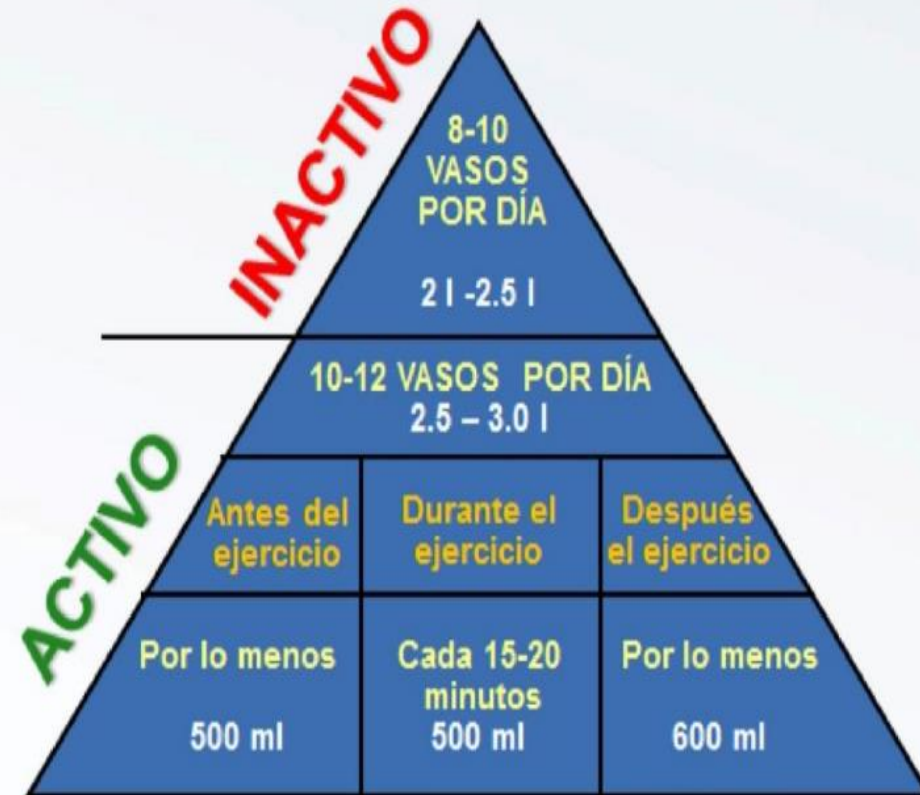 INACTIVO
8-10
VASOS
POR DÍA
2 l -2.5 l
10-12 VASOS POR DÍA
2.5 – 3.0 l
ACTIVO
Antes del
ejercicio
Durante el
ejercicio
Después
el ejercicio
Por lo menos
500 ml
Cada 15-20
minutos
500 ml
Por lo menos
600 ml